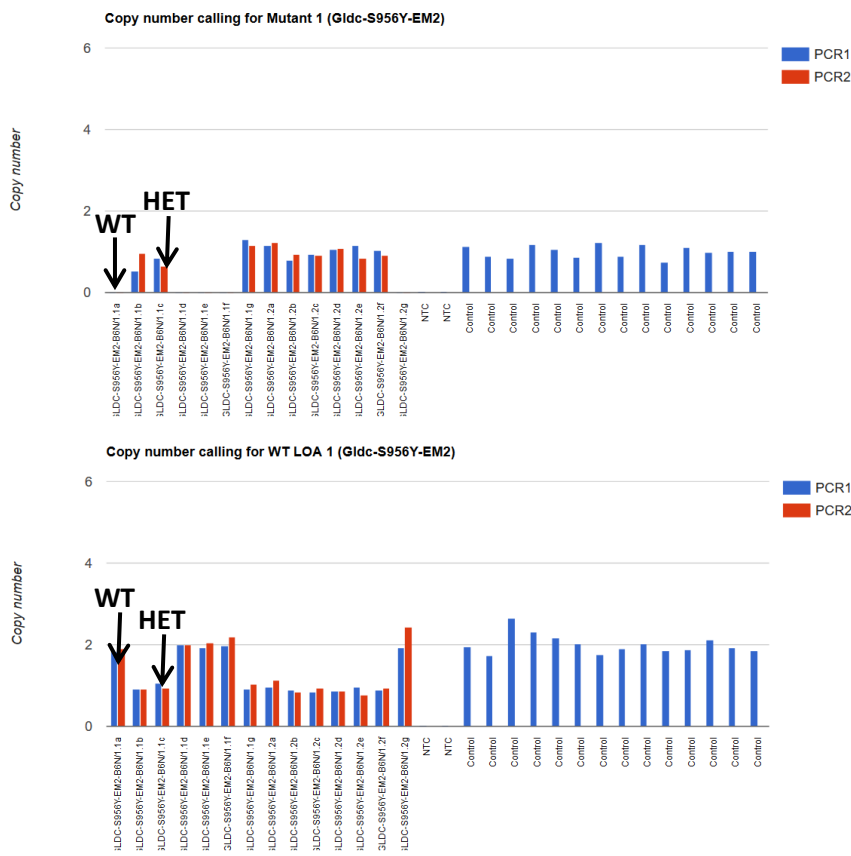 Copy number calling for Mutant 1 (Gldc-S956Y-EM2)
6
PCR1
PCR2
4
Copy number
HET
2
WT
0
GLDC-S956Y-EM2-B6N/1.1a
GLDC-S956Y-EM2-B6N/1.1b
GLDC-S956Y-EM2-B6N/1.1c
GLDC-S956Y-EM2-B6N/1.1d
GLDC-S956Y-EM2-B6N/1.1e
GLDC-S956Y-EM2-B6N/1.1f
GLDC-S956Y-EM2-B6N/1.1g
GLDC-S956Y-EM2-B6N/1.2a
GLDC-S956Y-EM2-B6N/1.2b
GLDC-S956Y-EM2-B6N/1.2c
GLDC-S956Y-EM2-B6N/1.2d
GLDC-S956Y-EM2-B6N/1.2e
GLDC-S956Y-EM2-B6N/1.2f
GLDC-S956Y-EM2-B6N/1.2g
NTC
NTC
Control
Control
Control
Control
Control
Control
Control
Control
Control
Control
Control
Control
Control
Control
Copy number calling for WT LOA 1 (Gldc-S956Y-EM2)
6
PCR1
PCR2
4
Copy number
WT
HET
2
0
GLDC-S956Y-EM2-B6N/1.1a
GLDC-S956Y-EM2-B6N/1.1b
GLDC-S956Y-EM2-B6N/1.1c
GLDC-S956Y-EM2-B6N/1.1d
GLDC-S956Y-EM2-B6N/1.1e
GLDC-S956Y-EM2-B6N/1.1f
GLDC-S956Y-EM2-B6N/1.1g
GLDC-S956Y-EM2-B6N/1.2a
GLDC-S956Y-EM2-B6N/1.2b
GLDC-S956Y-EM2-B6N/1.2c
GLDC-S956Y-EM2-B6N/1.2d
GLDC-S956Y-EM2-B6N/1.2e
GLDC-S956Y-EM2-B6N/1.2f
GLDC-S956Y-EM2-B6N/1.2g
NTC
NTC
Control
Control
Control
Control
Control
Control
Control
Control
Control
Control
Control
Control
Control
Control